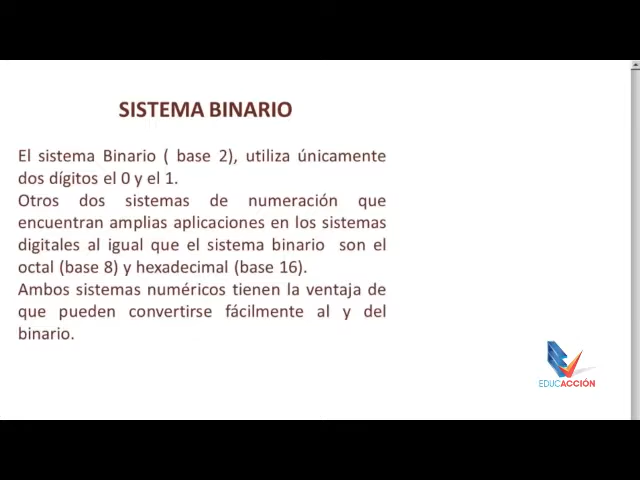 SISTEMA BINARIO
El sistema Binario ( base 2), utiliza únicamente
dos dígitos el 0 y el 1.
Otros dos sistemas de numeración que
encuentran amplias aplicaciones en los sistemas
digitales al igual que el sistema binario son el
octal (base 8) y hexadecimal (base 16).
Ambos sistemas numéricos tienen la ventaja de
que pueden convertirse fácilmente al y del
binario.
EDUCACCIÓN